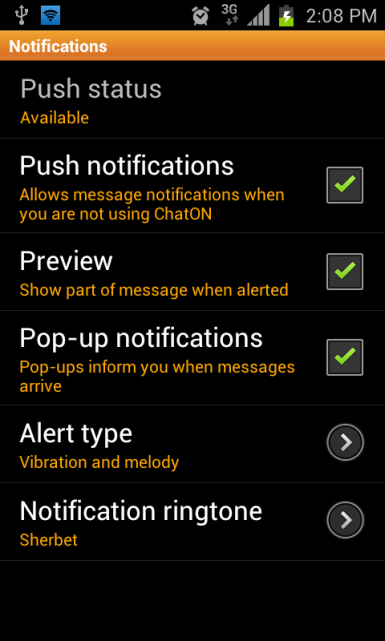 3G 2:08 PM
Notifications
Push status
Available
Push notifications
Allows message notifications when
you are not using ChatON
Preview
Show part of message when alerted
Pop-up notifications
Pop-ups inform you when messages
arrive
Alert type
Vibration and melody
Notification ringtone
Sherbet